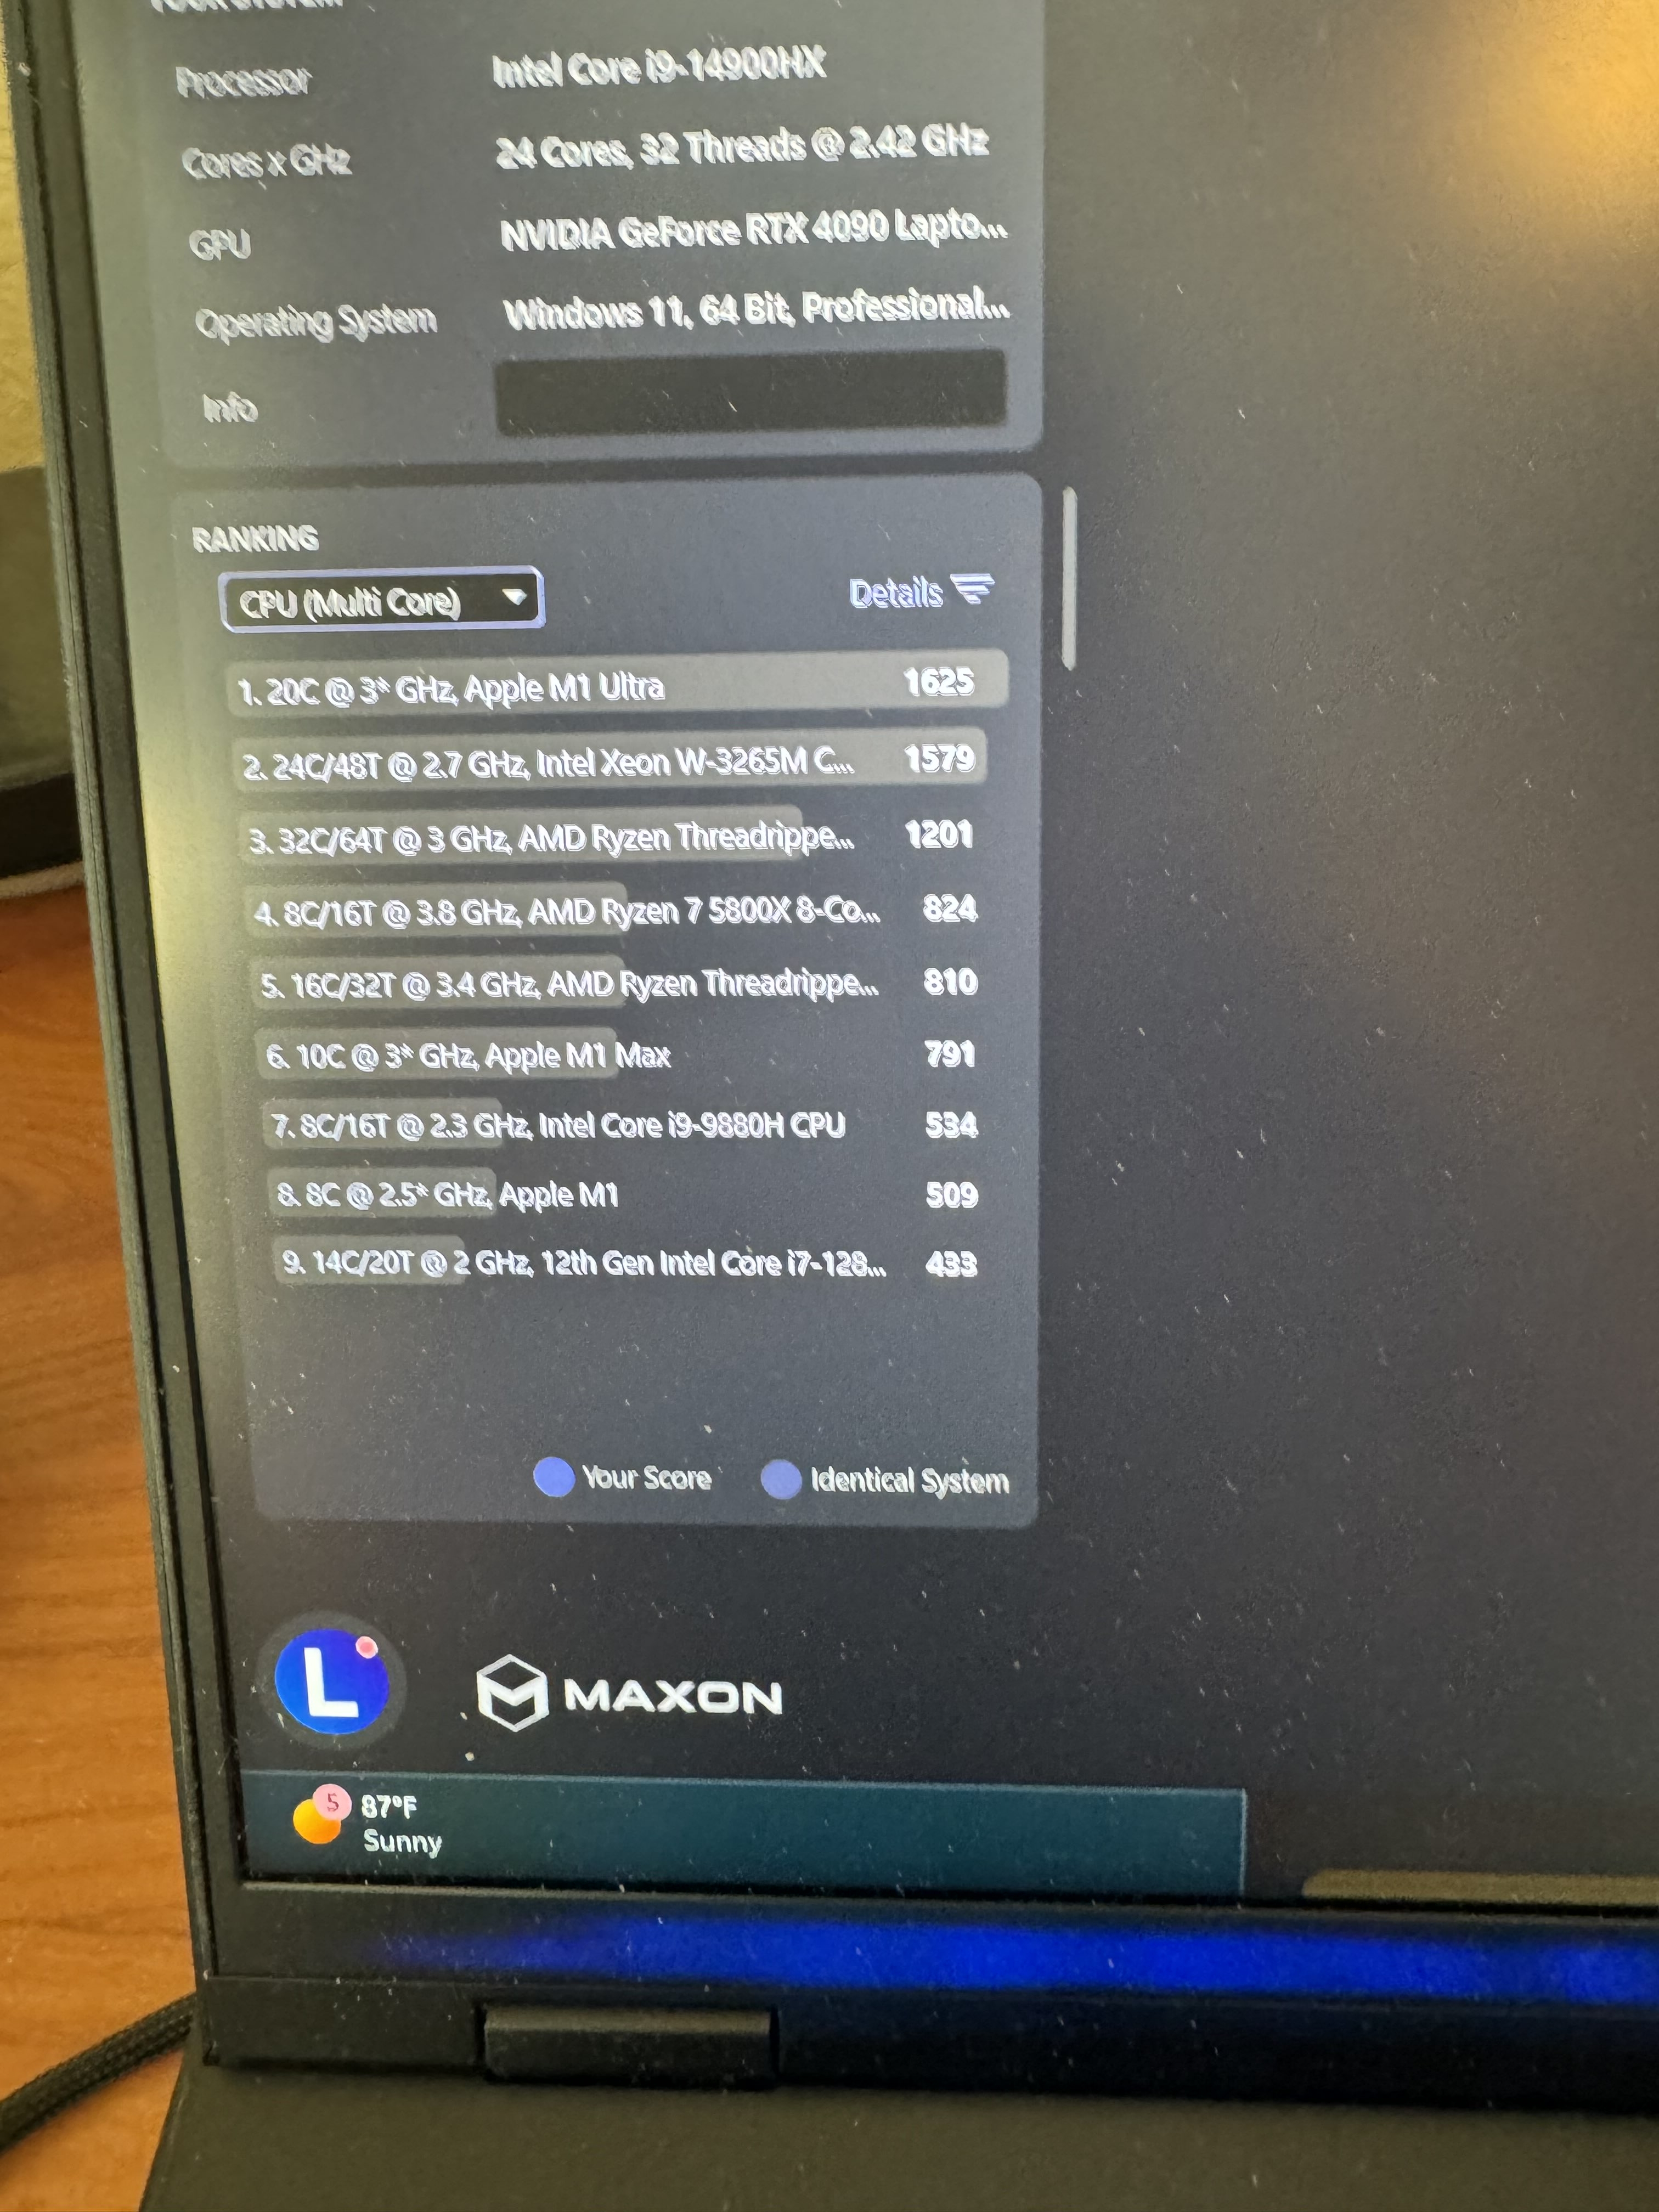 Processor Intel Core i9-14900HX
Cores x GHz 24 Cores, 32 Threads @ 2.42 GHz
GPU NVIDIA GeForce RTX 4090 Lapto...
Operating System Windows 11, 64 Bit, Professional...
Info
RANKING
CPU (Multi Core) Details
1. 20C @ 3* GHz, Apple M1 Ultra 1625
2. 24C/48T @ 2.7 GHz, Intel Xeon W-3265M C... 1579
3. 32C/64T @ 3 GHz, AMD Ryzen Threadrippe... 1201
4. 8C/16T @ 3.8 GHz, AMD Ryzen 7 5800X 8-Co... 824
5. 16C/32T @ 3.4 GHz, AMD Ryzen Threadrippe... 810
6. 10C @ 3* GHz, Apple M1 Max 791
7. 8C/16T @ 2.3 GHz, Intel Core i9-9880H CPU 534
8. 8C @ 2.5* GHz, Apple M1 509
9. 14C/20T @ 2 GHz, 12th Gen Intel Core i7-128... 433
Your Score Identical System
L MAXON
5 87°F
Sunny